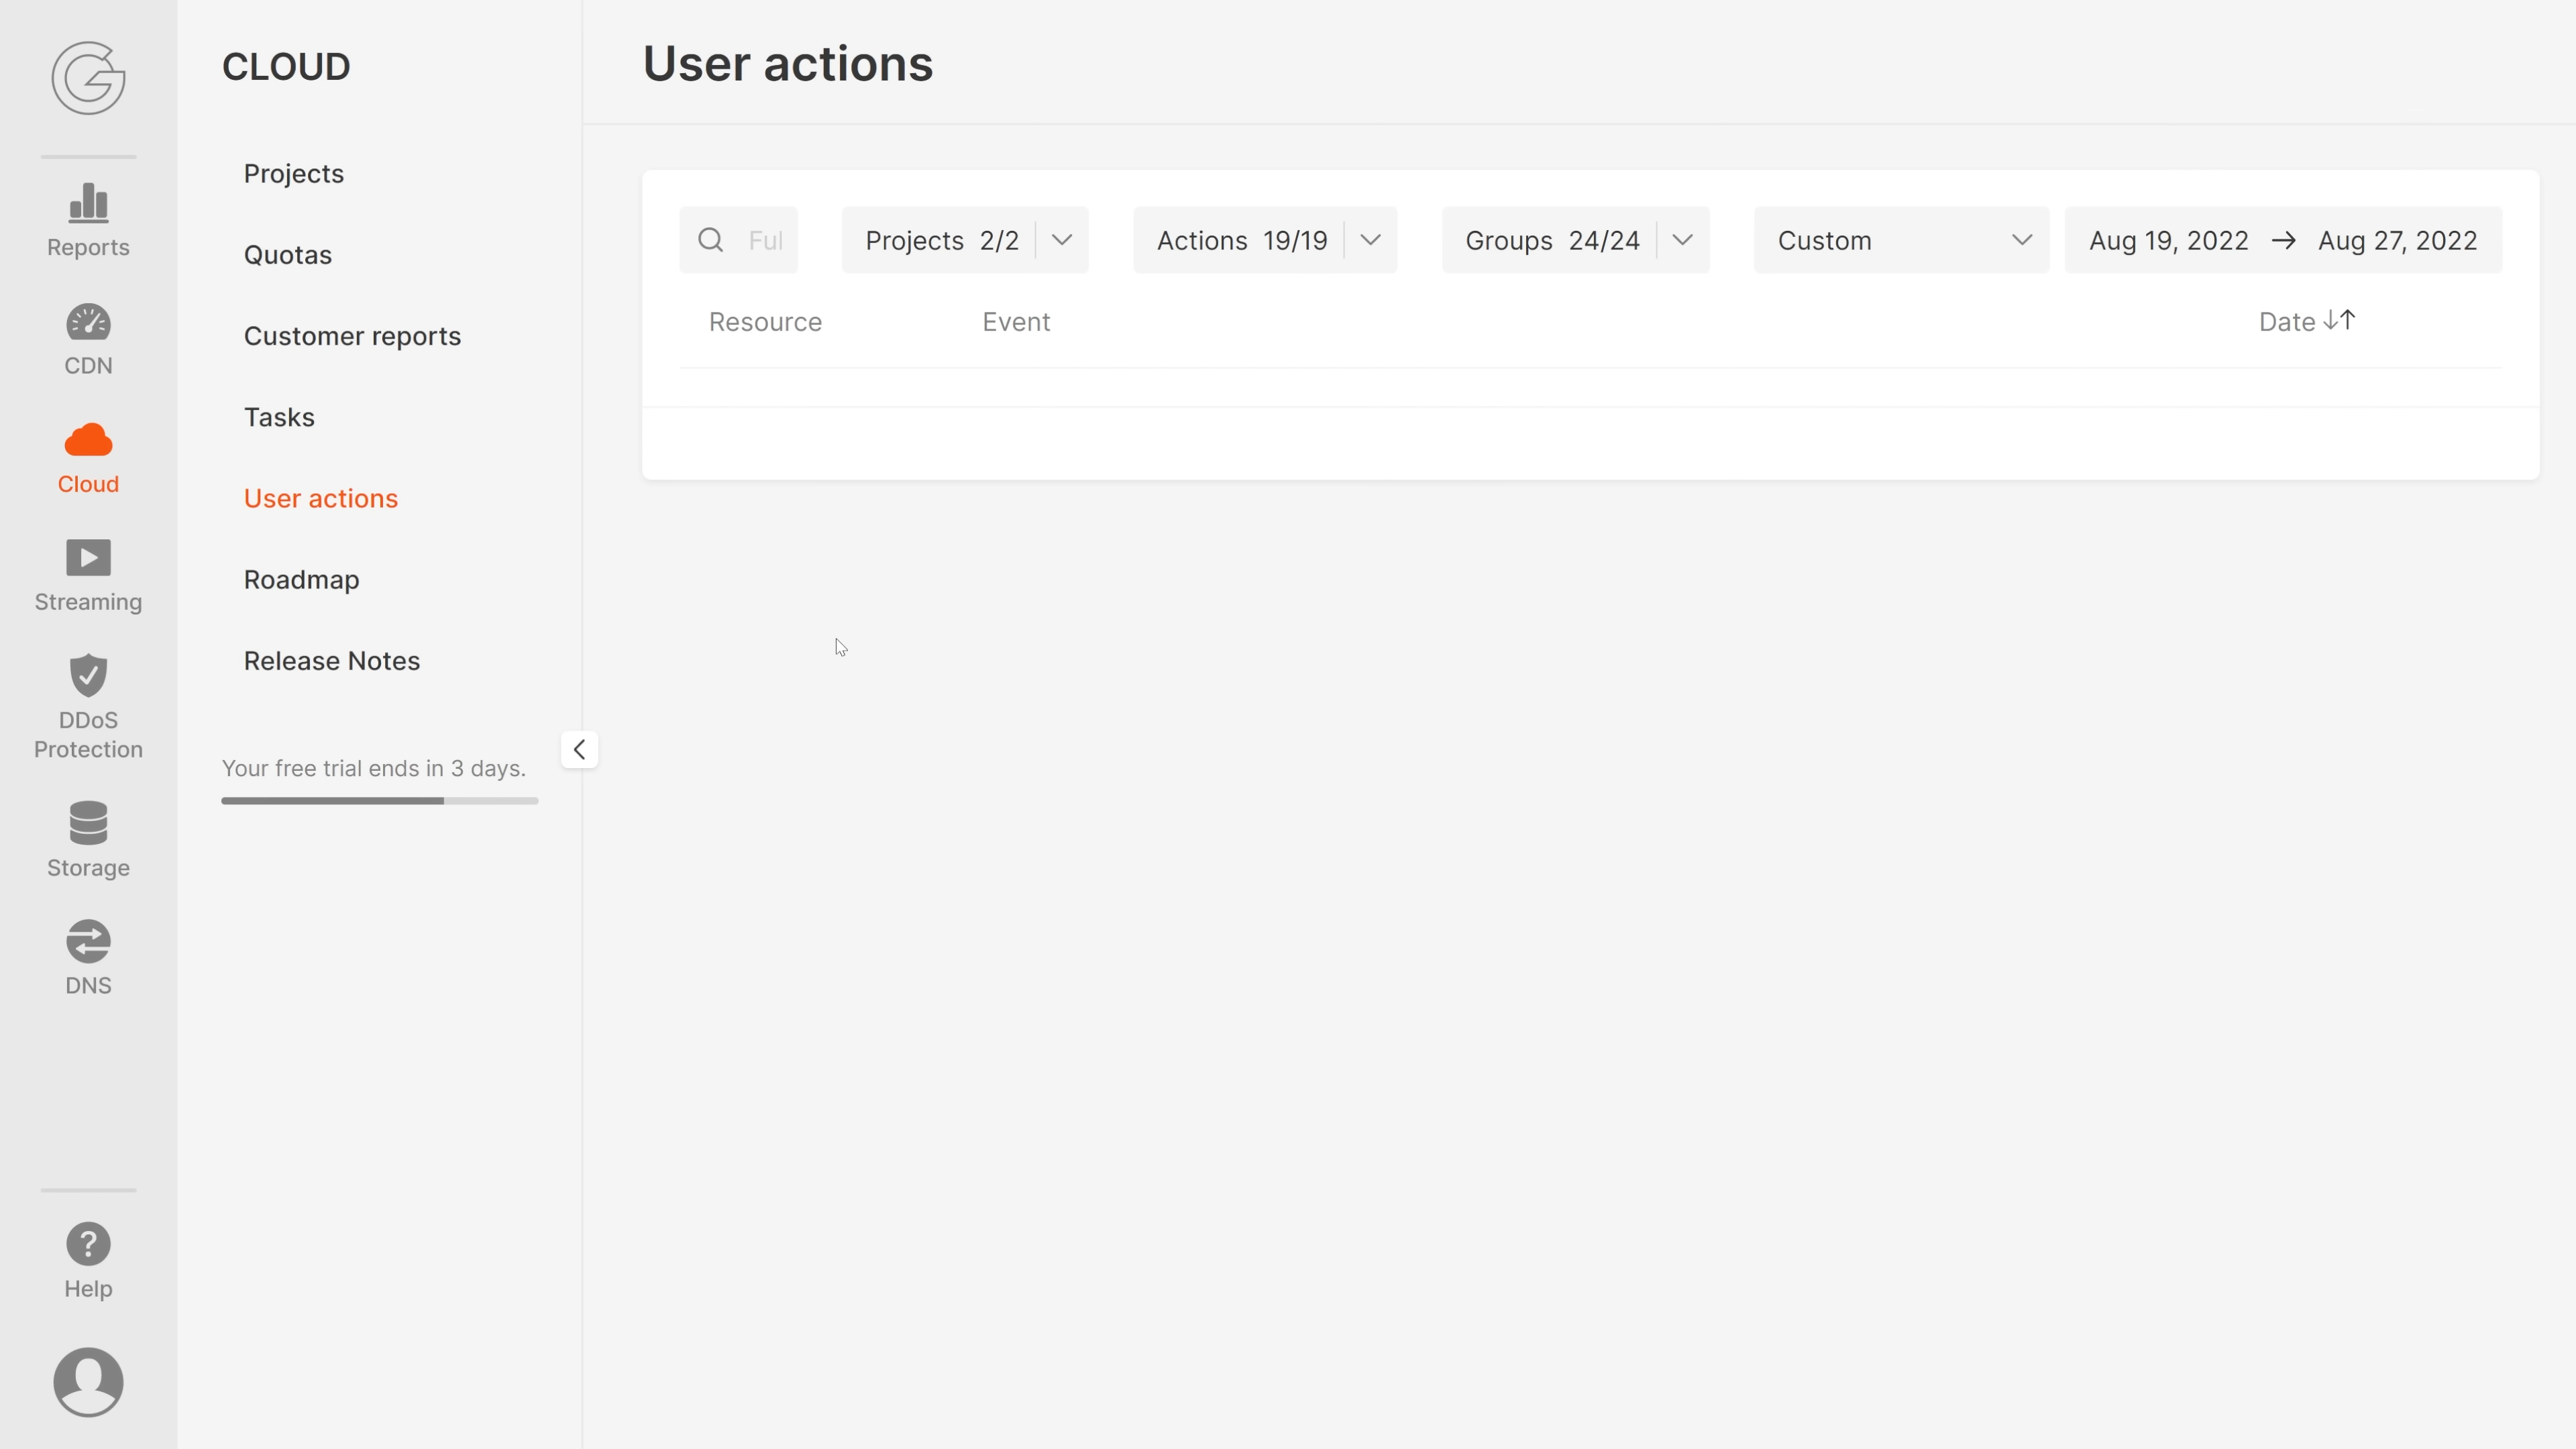 Reports
CDN
Cloud
Streaming
DDoS
Protection
Storage
DNS
Help
CLOUD
Projects
Quotas
Customer reports
Tasks
User actions
Roadmap
Release Notes
Your free trial ends in 3 days.
User actions
Ful Projects 2/2 Actions 19/19 Groups 24/24 Custom Aug 19, 2022 → Aug 27, 2022
Resource Event Date ↓↑